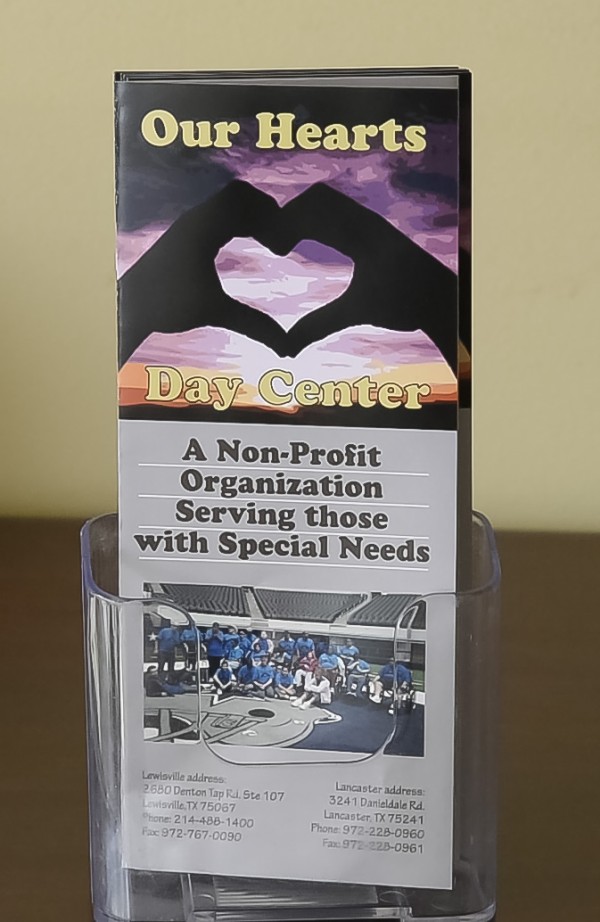 Our Hearts
Day Center
A Non-Profit
Organization
Serving those
with Special Needs
Lewisville address:
2680 Denton Tap Rd. Ste 107
Lewisville, TX 75067
Phone: 214-488-1400
Fax: 972-767-0090
Lancaster address:
3241 Danieldale Rd.
Lancaster, TX 75241
Phone: 972-228-0960
Fax: 972-228-0961